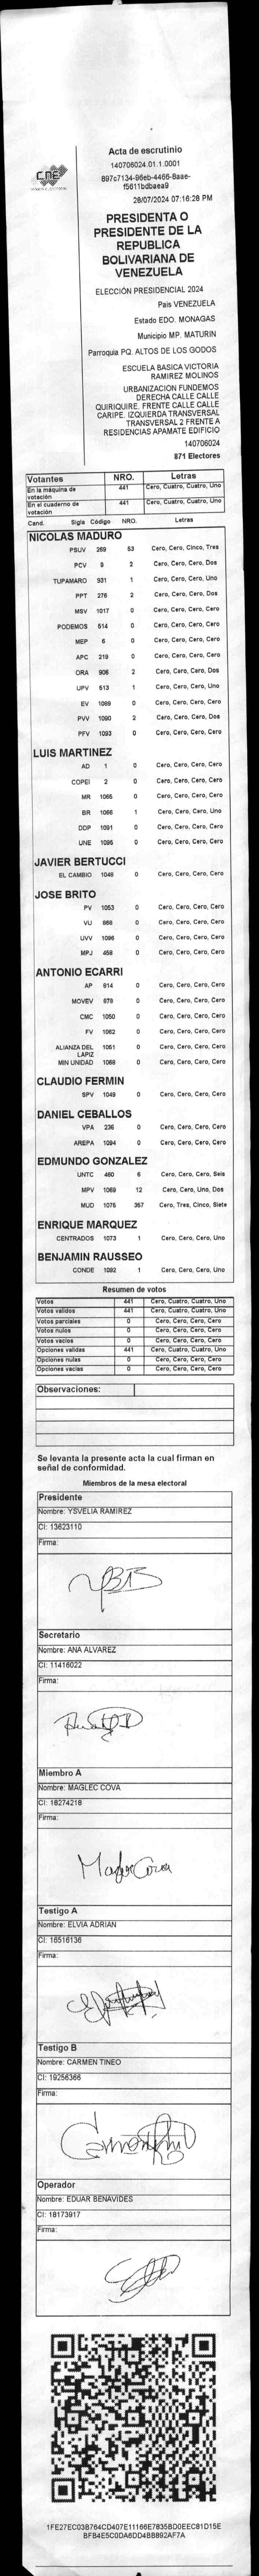 CNE
Acta de escrutinio
140706024.01.1.0001
897c7134-96eb-4466-8aae-
f5611bdbaea9
28/07/2024 07:16:28 PM
PRESIDENTA O
PRESIDENTE DE LA
REPUBLICA
BOLIVARIANA DE
VENEZUELA
ELECCIÓN PRESIDENCIAL 2024
Pais VENEZUELA
Estado EDO. MONAGAS
Municipio MP. MATURIN
Parroquia PQ. ALTOS DE LOS GODOS
ESCUELA BASICA VICTORIA
RAMIREZ MOLINOS
URBANIZACION FUNDEMOS
DERECHA CALLE CALLE
QUIRIQUIRE. FRENTE CALLE CALLE
CARIPE. IZQUIERDA TRANSVERSAL
TRANSVERSAL 2 FRENTE A
RESIDENCIAS APAMATE EDIFICIO
140706024
871 Electores
Votantes NRO. Letras
En la máquina de votación 441 Cero, Cuatro, Cuatro, Uno
En el cuaderno de votación 441 Cero, Cuatro, Cuatro, Uno
Cand. Sigla Código NRO. Letras
NICOLAS MADURO
PSUV 269 53 Cero, Cero, Cinco, Tres
PCV 9 2 Cero, Cero, Cero, Dos
TUPAMARO 931 1 Cero, Cero, Cero, Uno
PPT 276 2 Cero, Cero, Cero, Dos
MSV 1017 0 Cero, Cero, Cero, Cero
PODEMOS 514 0 Cero, Cero, Cero, Cero
MEP 6 0 Cero, Cero, Cero, Cero
APC 219 0 Cero, Cero, Cero, Cero
ORA 906 2 Cero, Cero, Cero, Dos
UPV 513 1 Cero, Cero, Cero, Uno
EV 1089 0 Cero, Cero, Cero, Cero
PVV 1090 2 Cero, Cero, Cero, Dos
PFV 1093 0 Cero, Cero, Cero, Cero
LUIS MARTINEZ
AD 1 0 Cero, Cero, Cero, Cero
COPEI 2 0 Cero, Cero, Cero, Cero
MR 1065 0 Cero, Cero, Cero, Cero
BR 1066 1 Cero, Cero, Cero, Uno
DDP 1091 0 Cero, Cero, Cero, Cero
UNE 1095 0 Cero, Cero, Cero, Cero
JAVIER BERTUCCI
EL CAMBIO 1048 0 Cero, Cero, Cero, Cero
JOSE BRITO
PV 1053 0 Cero, Cero, Cero, Cero
VU 868 0 Cero, Cero, Cero, Cero
UVV 1096 0 Cero, Cero, Cero, Cero
MPJ 458 0 Cero, Cero, Cero, Cero
ANTONIO ECARRI
AP 814 0 Cero, Cero, Cero, Cero
MOVEV 978 0 Cero, Cero, Cero, Cero
CMC 1050 0 Cero, Cero, Cero, Cero
FV 1062 0 Cero, Cero, Cero, Cero
ALIANZA DEL LAPIZ 1051 0 Cero, Cero, Cero, Cero
MIN UNIDAD 1068 0 Cero, Cero, Cero, Cero
CLAUDIO FERMIN
SPV 1049 0 Cero, Cero, Cero, Cero
DANIEL CEBALLOS
VPA 236 0 Cero, Cero, Cero, Cero
AREPA 1094 0 Cero, Cero, Cero, Cero
EDMUNDO GONZALEZ
UNTC 460 6 Cero, Cero, Cero, Seis
MPV 1069 12 Cero, Cero, Uno, Dos
MUD 1075 357 Cero, Tres, Cinco, Siete
ENRIQUE MARQUEZ
CENTRADOS 1073 1 Cero, Cero, Cero, Uno
BENJAMIN RAUSSEO
CONDE 1092 1 Cero, Cero, Cero, Uno
Resumen de votos
Votos 441 Cero, Cuatro, Cuatro, Uno
Votos validos 441 Cero, Cuatro, Cuatro, Uno
Votos parciales 0 Cero, Cero, Cero, Cero
Votos nulos 0 Cero, Cero, Cero, Cero
Votos vacios 0 Cero, Cero, Cero, Cero
Opciones validas 441 Cero, Cuatro, Cuatro, Uno
Opciones nulas 0 Cero, Cero, Cero, Cero
Opciones vacias 0 Cero, Cero, Cero, Cero
Observaciones:
Se levanta la presente acta la cual firman en
señal de conformidad.
Miembros de la mesa electoral
Presidente
Nombre: YSVELIA RAMIREZ
CI: 13623110
Firma:
Secretario
Nombre: ANA ALVAREZ
CI: 11416022
Firma:
Miembro A
Nombre: MAGLEC COVA
CI: 18274218
Firma:
Testigo A
Nombre: ELVIA ADRIAN
CI: 16516136
Firma:
Testigo B
Nombre: CARMEN TINEO
CI: 19256366
Firma:
Operador
Nombre: EDUAR BENAVIDES
CI: 18173917
Firma:
1FE27EC03B764CD407E11166E7835BD0EEC81D15E
BFB4E5C0DA6DD4BB892AF7A